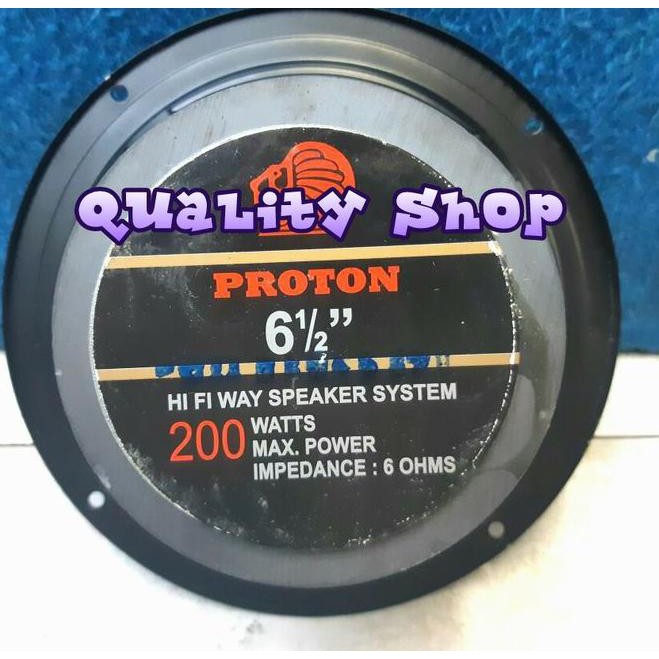 Quality Shop
PROTON
6½”
HI FI WAY SPEAKER SYSTEM
200 WATTS
MAX. POWER
IMPEDANCE : 6 OHMS